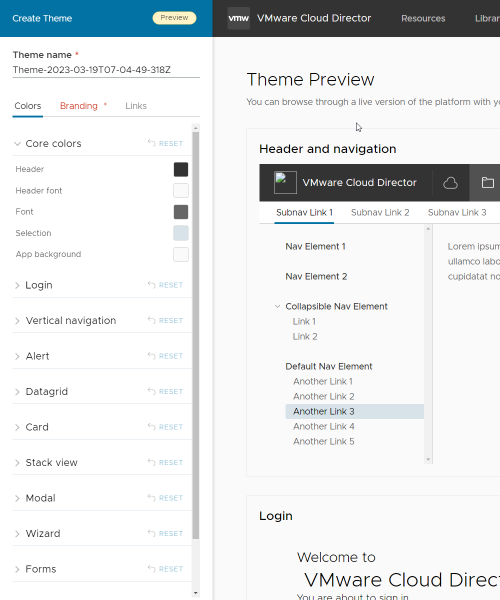 Create Theme
Preview
Theme name *
Theme-2023-03-19T07-04-49-318Z
Colors
Branding *
Links
Core colors
RESET
Header
Header font
Font
Selection
App background
Login
RESET
Vertical navigation
RESET
Alert
RESET
Datagrid
RESET
Card
RESET
Stack view
RESET
Modal
RESET
Wizard
RESET
Forms
RESET
vmw
VMware Cloud Director
Resources
Librar
Theme Preview
You can browse through a live version of the platform with yo
Header and navigation
VMware Cloud Director
Subnav Link 1
Subnav Link 2
Subnav Link 3
Nav Element 1
Nav Element 2
Collapsible Nav Element
Link 1
Link 2
Default Nav Element
Another Link 1
Another Link 2
Another Link 3
Another Link 4
Another Link 5
Lorem ipsum
ullamco labo
cupidatat no
Login
Welcome to
VMware Cloud Direct
You are about to sign in